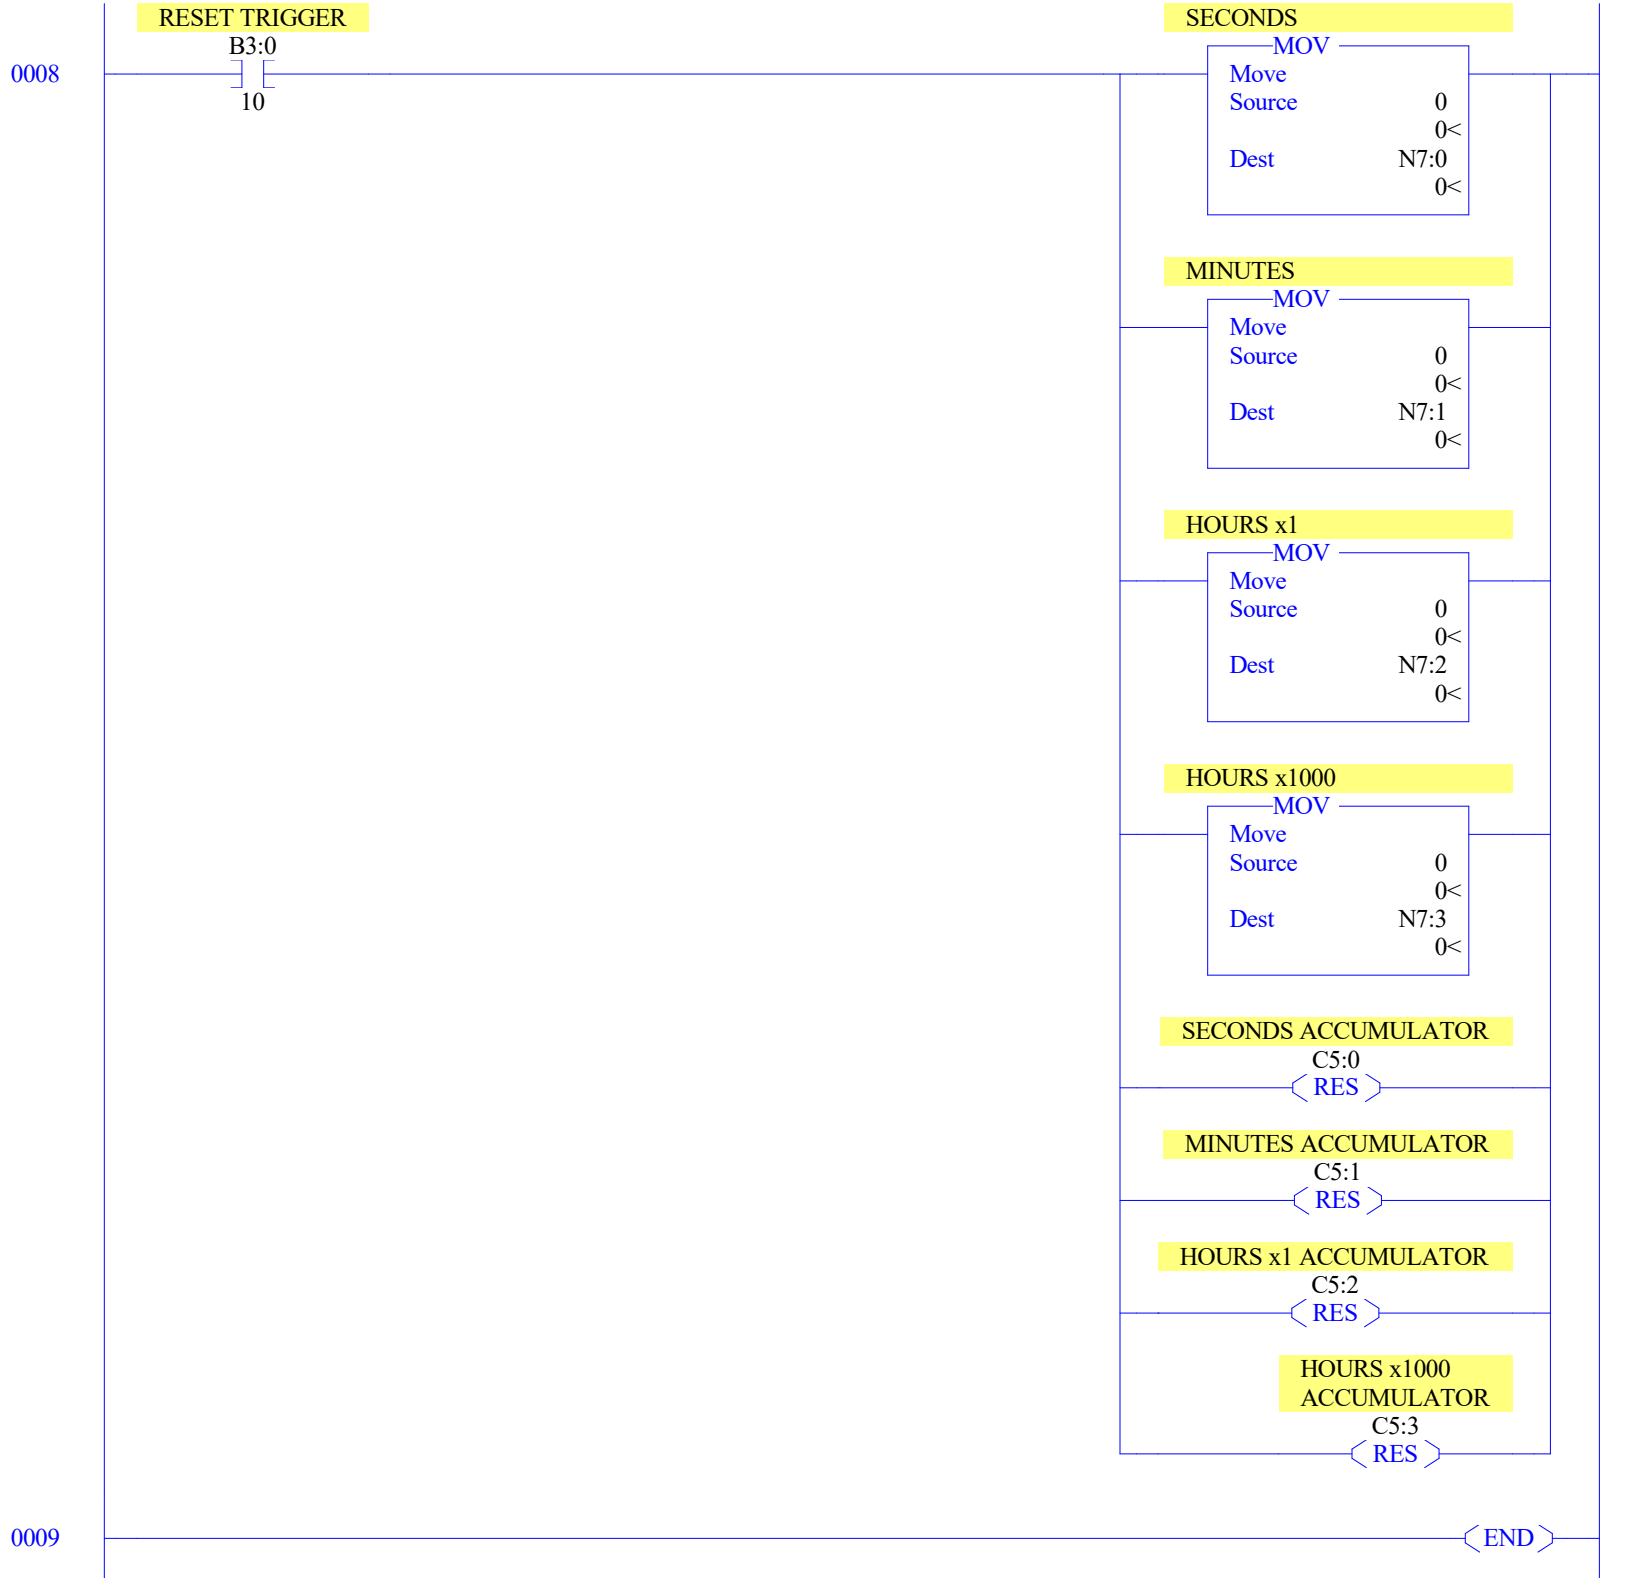 RESET TRIGGER
B3:0
0008
10
SECONDS
MOV
Move
Source 0
0<
Dest N7:0
0<
MINUTES
MOV
Move
Source 0
0<
Dest N7:1
0<
HOURS x1
MOV
Move
Source 0
0<
Dest N7:2
0<
HOURS x1000
MOV
Move
Source 0
0<
Dest N7:3
0<
SECONDS ACCUMULATOR
C5:0
RES
MINUTES ACCUMULATOR
C5:1
RES
HOURS x1 ACCUMULATOR
C5:2
RES
HOURS x1000
ACCUMULATOR
C5:3
RES
0009
END